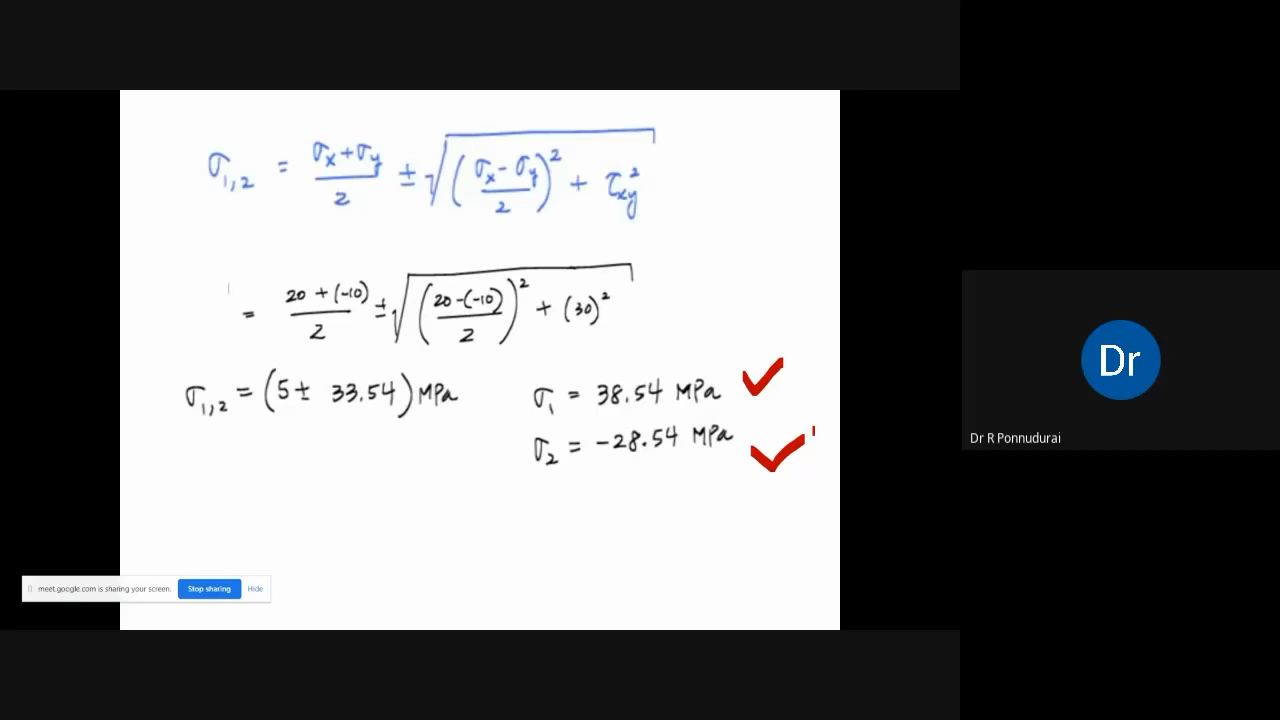 σ1,2 = σx+σy/2 ± √((σx-σy/2)² + τxy²)
= 20+(-10)/2 ± √((20-(-10)/2)² + (30)²)
σ1,2 = (5± 33.54) MPa
σ1 = 38.54 MPa
σ2 = -28.54 MPa
Dr
Dr R Ponnudurai
meet.google.com is sharing your screen. Stop sharing Hide